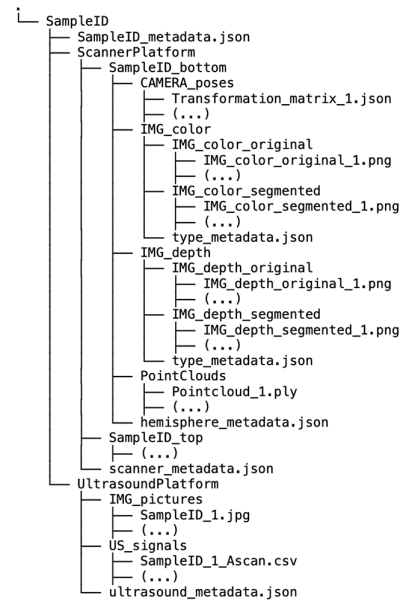 .
└── SampleID
    ├── SampleID_metadata.json
    ├── ScannerPlatform
    │   ├── SampleID_bottom
    │   │   ├── CAMERA_poses
    │   │   │   ├── Transformation_matrix_1.json
    │   │   │   ├── (...)
    │   │   ├── IMG_color
    │   │   │   ├── IMG_color_original
    │   │   │   │   ├── IMG_color_original_1.png
    │   │   │   │   ├── (...)
    │   │   │   ├── IMG_color_segmented
    │   │   │   │   ├── IMG_color_segmented_1.png
    │   │   │   │   ├── (...)
    │   │   │   └── type_metadata.json
    │   │   ├── IMG_depth
    │   │   │   ├── IMG_depth_original
    │   │   │   │   ├── IMG_depth_original_1.png
    │   │   │   │   ├── (...)
    │   │   │   ├── IMG_depth_segmented
    │   │   │   │   ├── IMG_depth_segmented_1.png
    │   │   │   │   ├── (...)
    │   │   │   └── type_metadata.json
    │   │   ├── PointClouds
    │   │   │   ├── Pointcloud_1.ply
    │   │   │   ├── (...)
    │   │   └── hemisphere_metadata.json
    │   ├── SampleID_top
    │   │   ├── (...)
    │   └── scanner_metadata.json
    └── UltrasoundPlatform
        ├── IMG_pictures
        │   ├── SampleID_1.jpg
        │   ├── (...)
        ├── US_signals
        │   ├── SampleID_1_Ascan.csv
        │   ├── (...)
        └── ultrasound_metadata.json